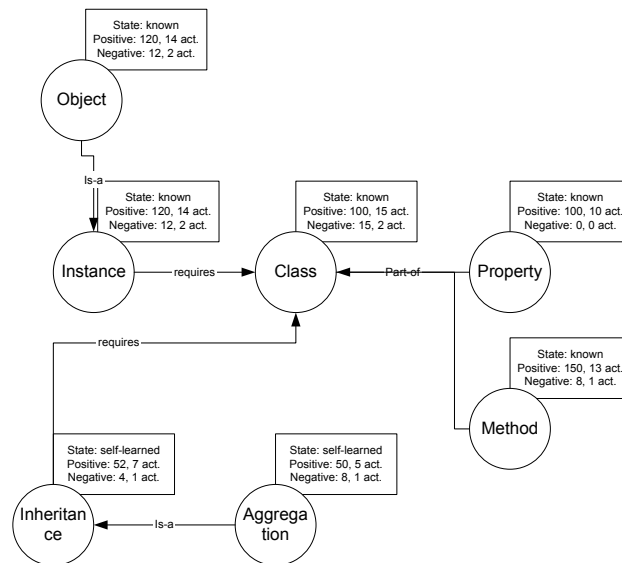 State: known
Positive: 120, 14 act.
Negative: 12, 2 act.
Object
Is-a
State: known
Positive: 120, 14 act.
Negative: 12, 2 act.
Instance
requires
State: known
Positive: 100, 15 act.
Negative: 15, 2 act.
Class
Part-of
State: known
Positive: 100, 10 act.
Negative: 0, 0 act.
Property
requires
State: known
Positive: 150, 13 act.
Negative: 8, 1 act.
Method
State: self-learned
Positive: 52, 7 act.
Negative: 4, 1 act.
Inherita
nce
Is-a
State: self-learned
Positive: 50, 5 act.
Negative: 8, 1 act.
Aggrega
tion